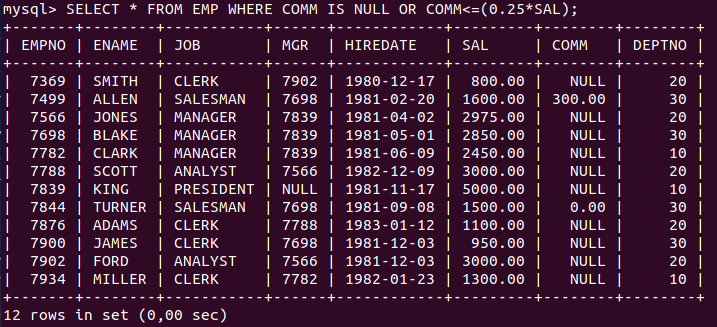 mysql> SELECT * FROM EMP WHERE COMM IS NULL OR COMM<=(0.25*SAL);
+-------+--------+-----------+------+------------+---------+--------+--------+
| EMPNO | ENAME  | JOB       | MGR  | HIREDATE   | SAL     | COMM   | DEPTNO |
+-------+--------+-----------+------+------------+---------+--------+--------+
|  7369 | SMITH  | CLERK     | 7902 | 1980-12-17 |  800.00 |   NULL |     20 |
|  7499 | ALLEN  | SALESMAN  | 7698 | 1981-02-20 | 1600.00 | 300.00 |     30 |
|  7566 | JONES  | MANAGER   | 7839 | 1981-04-02 | 2975.00 |   NULL |     20 |
|  7698 | BLAKE  | MANAGER   | 7839 | 1981-05-01 | 2850.00 |   NULL |     30 |
|  7782 | CLARK  | MANAGER   | 7839 | 1981-06-09 | 2450.00 |   NULL |     10 |
|  7788 | SCOTT  | ANALYST   | 7566 | 1982-12-09 | 3000.00 |   NULL |     20 |
|  7839 | KING   | PRESIDENT | NULL | 1981-11-17 | 5000.00 |   NULL |     10 |
|  7844 | TURNER | SALESMAN  | 7698 | 1981-09-08 | 1500.00 |   0.00 |     30 |
|  7876 | ADAMS  | CLERK     | 7788 | 1983-01-12 | 1100.00 |   NULL |     20 |
|  7900 | JAMES  | CLERK     | 7698 | 1981-12-03 |  950.00 |   NULL |     30 |
|  7902 | FORD   | ANALYST   | 7566 | 1981-12-03 | 3000.00 |   NULL |     20 |
|  7934 | MILLER | CLERK     | 7782 | 1982-01-23 | 1300.00 |   NULL |     10 |
+-------+--------+-----------+------+------------+---------+--------+--------+
12 rows in set (0,00 sec)